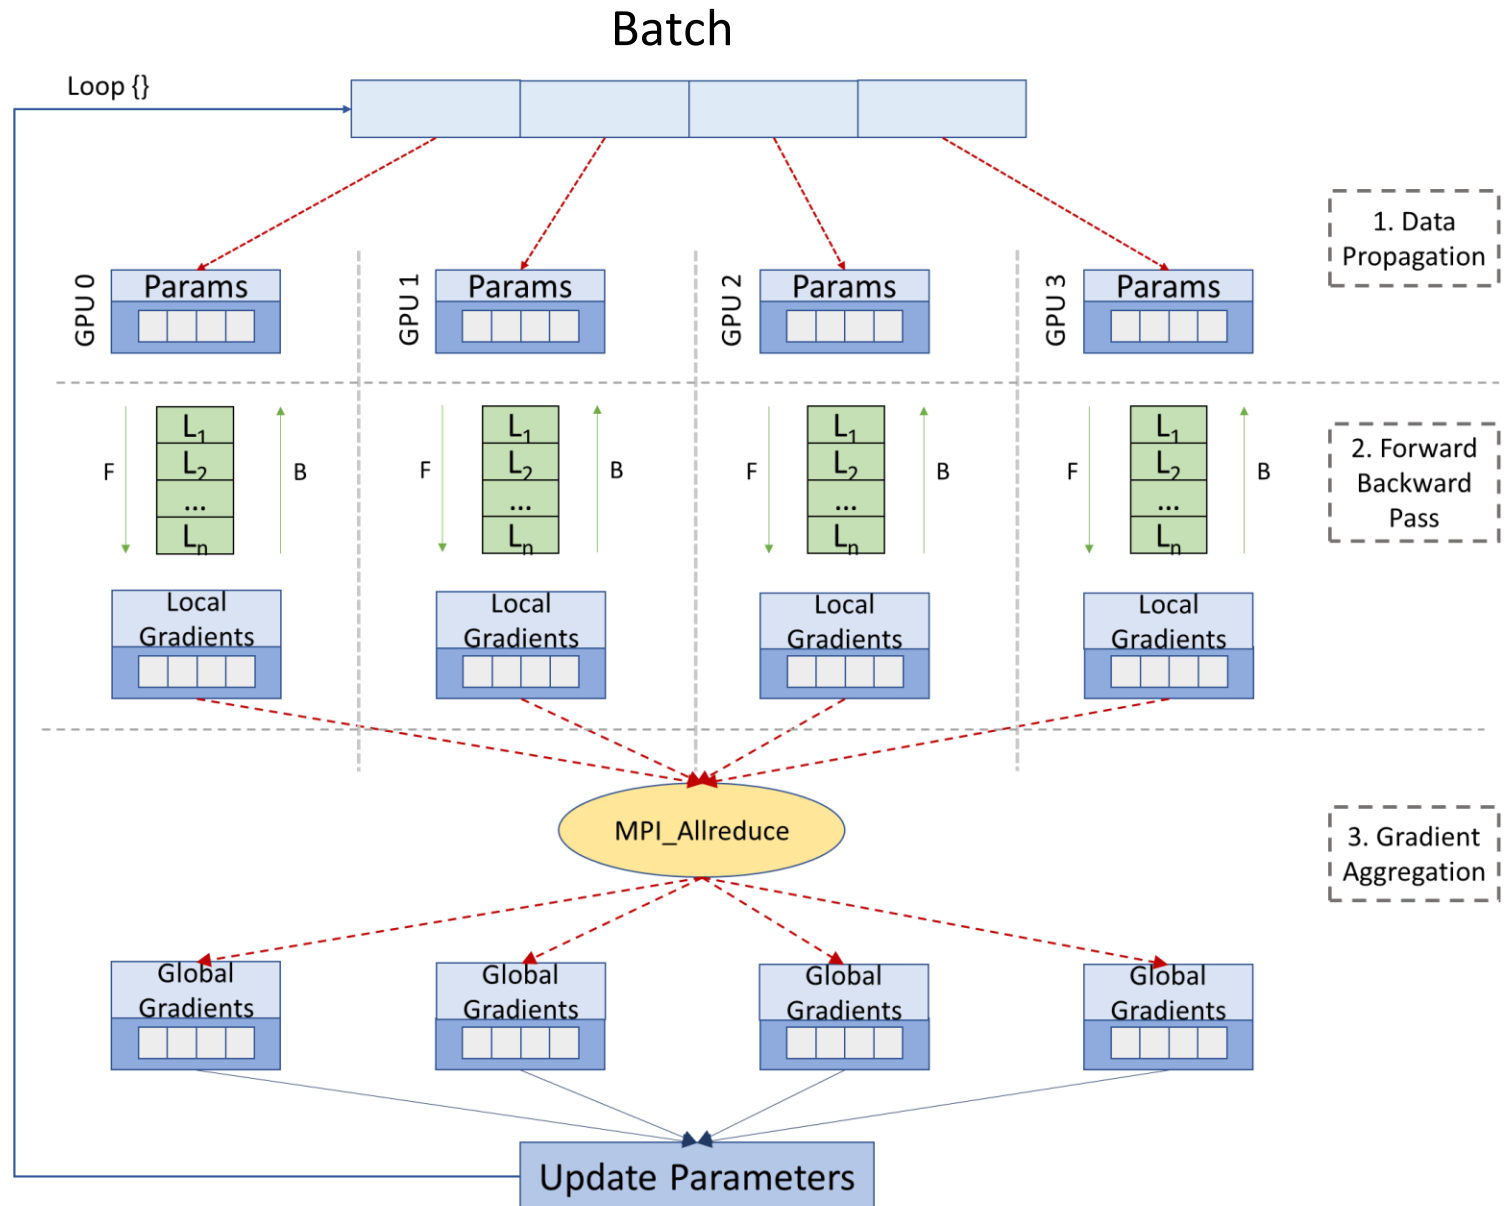 Batch
Loop {}
1. Data
Propagation
GPU 0
Params
GPU 1
Params
GPU 2
Params
GPU 3
Params
F
L1
L2
...
Ln
B
F
L1
L2
...
Ln
B
F
L1
L2
...
Ln
B
F
L1
L2
...
Ln
B
2. Forward
Backward
Pass
Local
Gradients
Local
Gradients
Local
Gradients
Local
Gradients
MPI_Allreduce
3. Gradient
Aggregation
Global
Gradients
Global
Gradients
Global
Gradients
Global
Gradients
Update Parameters